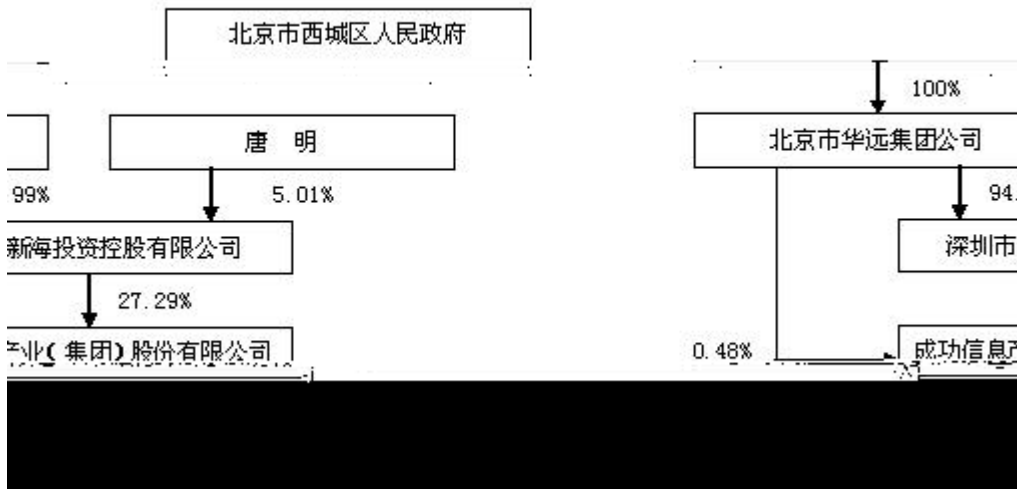 北京市西城区人民政府
100%
唐 明
北京市华远集团公司
99%
5.01%
94.
新海投资控股有限公司
深圳市
27.29%
业(集团)股份有限公司
0.48%
成功信息